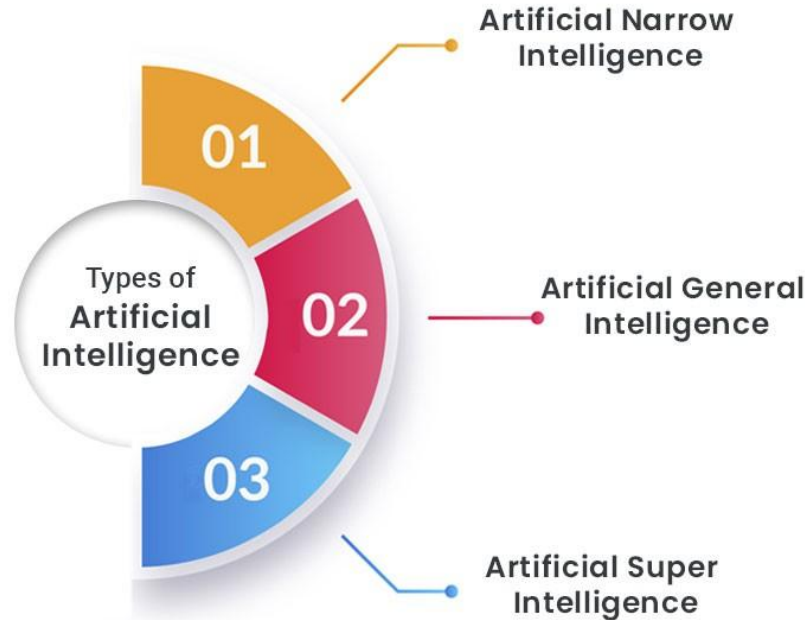 Types of
Artificial
Intelligence
01
Artificial Narrow
Intelligence
02
Artificial General
Intelligence
03
Artificial Super
Intelligence